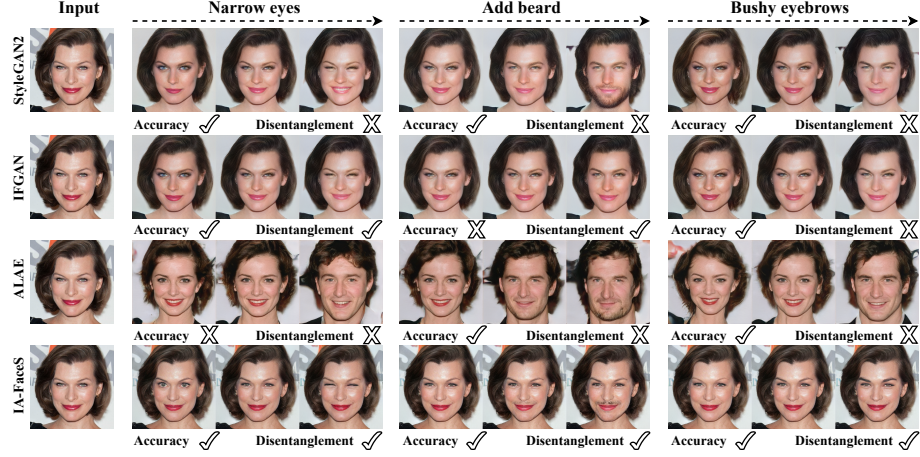 Input Narrow eyes Add beard Bushy eyebrows
StyleGAN2
Accuracy Disentanglement Accuracy Disentanglement Accuracy Disentanglement
IFGAN
Accuracy Disentanglement Accuracy Disentanglement Accuracy Disentanglement
ALAE
Accuracy Disentanglement Accuracy Disentanglement Accuracy Disentanglement
IA-FaceS
Accuracy Disentanglement Accuracy Disentanglement Accuracy Disentanglement